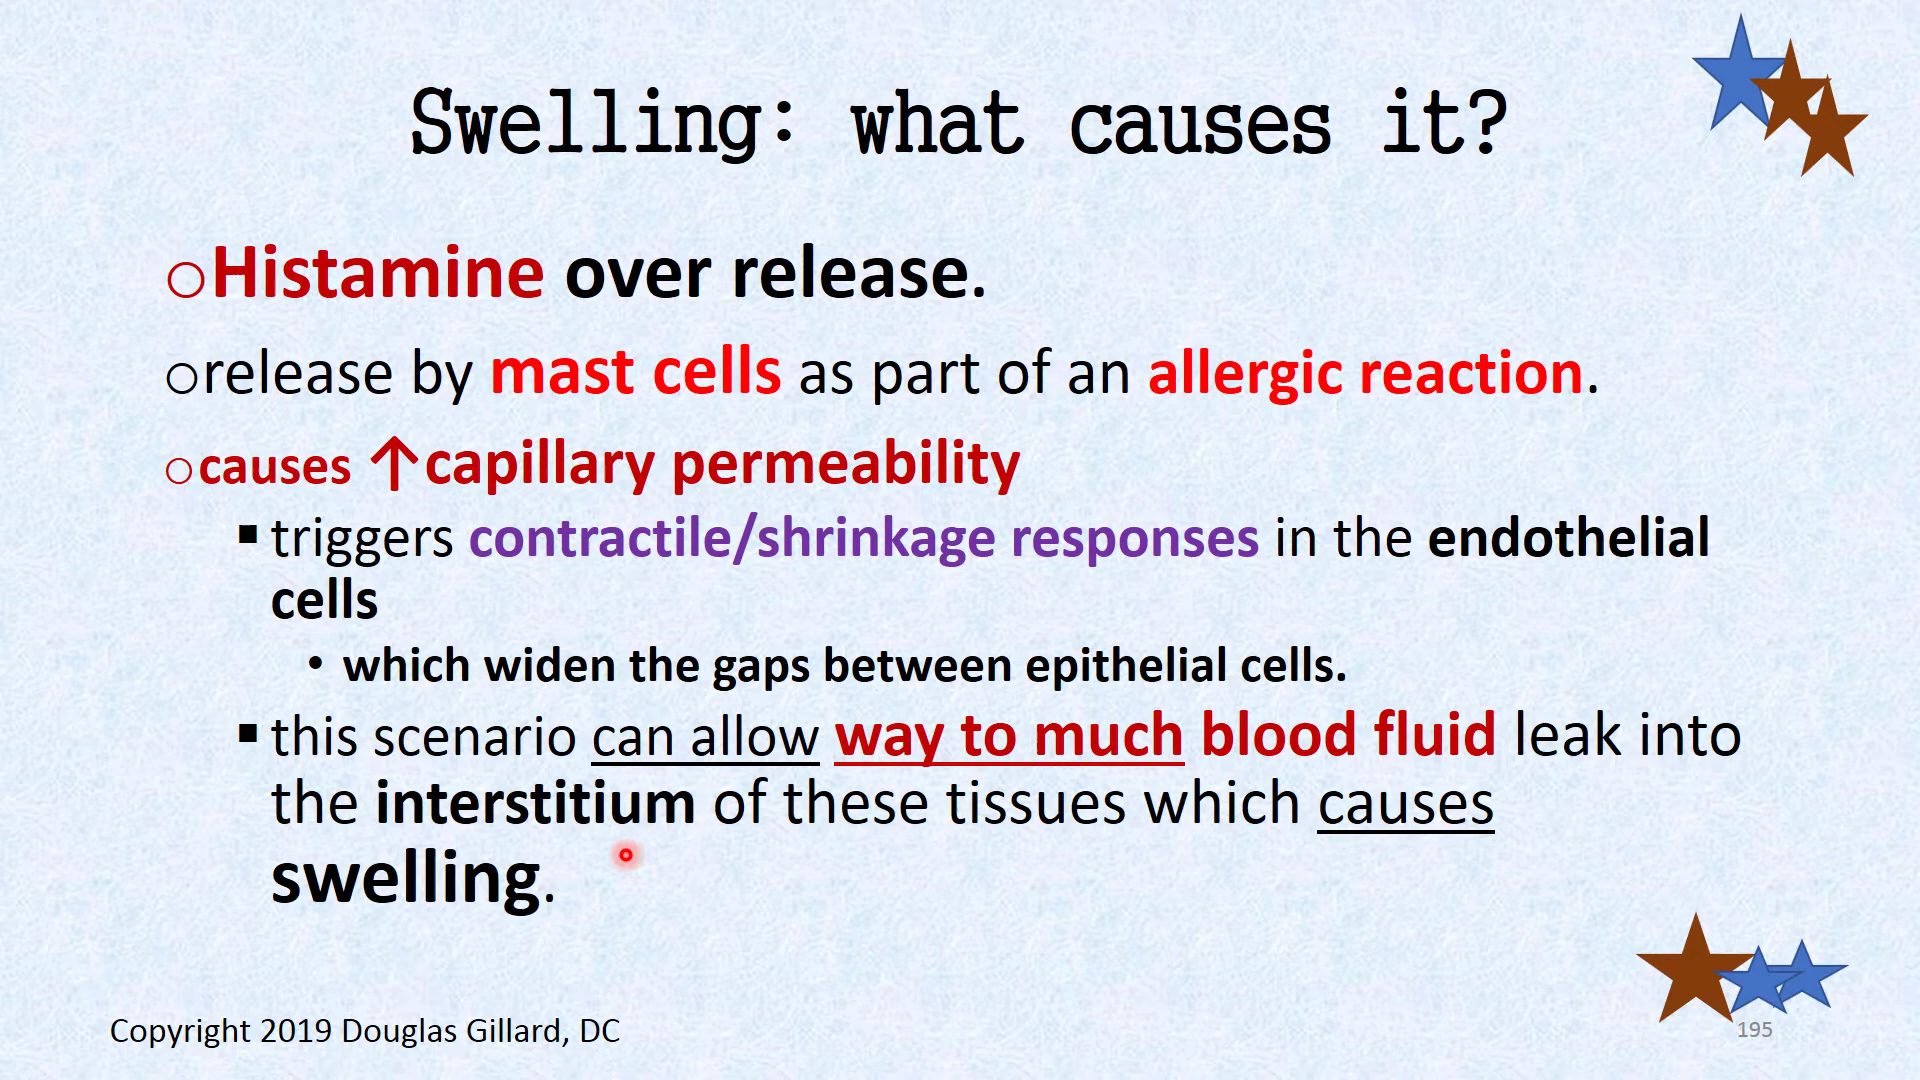 Swelling: what causes it?
Histamine over release.
release by mast cells as part of an allergic reaction.
causes ↑capillary permeability
triggers contractile/shrinkage responses in the endothelial
cells
which widen the gaps between epithelial cells.
this scenario can allow way to much blood fluid leak into
the interstitium of these tissues which causes
swelling.
Copyright 2019 Douglas Gillard, DC
195